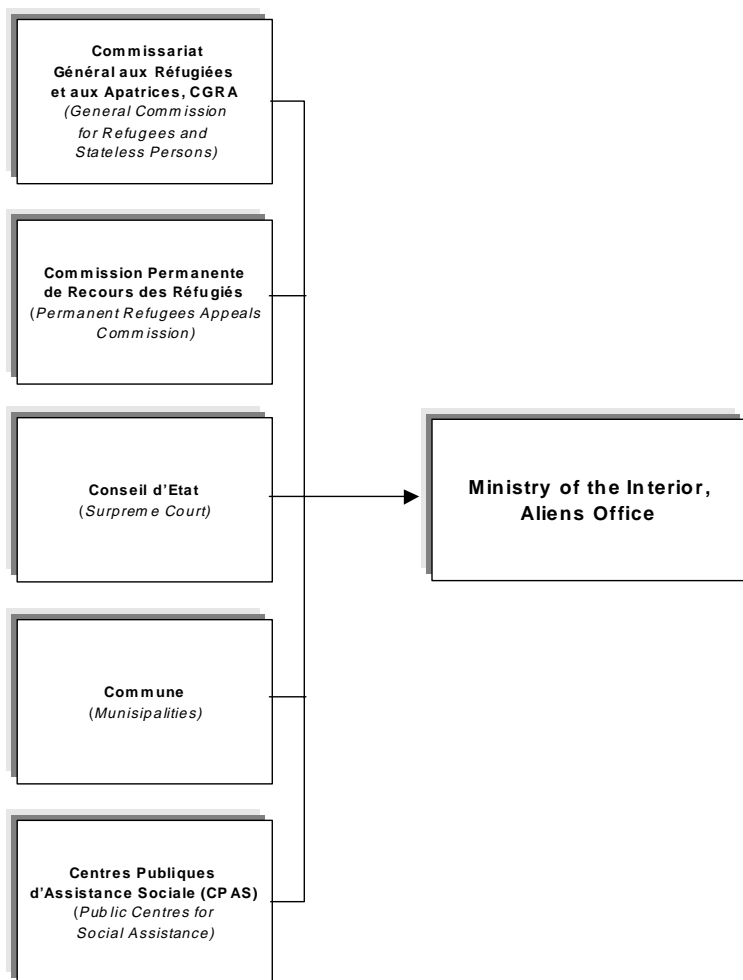 Commissariat
Général aux Réfugiées
et aux Apatrices, CGRA
(General Commission
for Refugees and
Stateless Persons)
Commission Permanente
de Recours des Réfugiés
(Permanent Refugees Appeals
Commission)
Conseil d'Etat
(Surpreme Court)
Ministry of the Interior,
Aliens Office
Commune
(Munisipalities)
Centres Publiques
d'Assistance Sociale (CPAS)
(Public Centres for
Social Assistance)